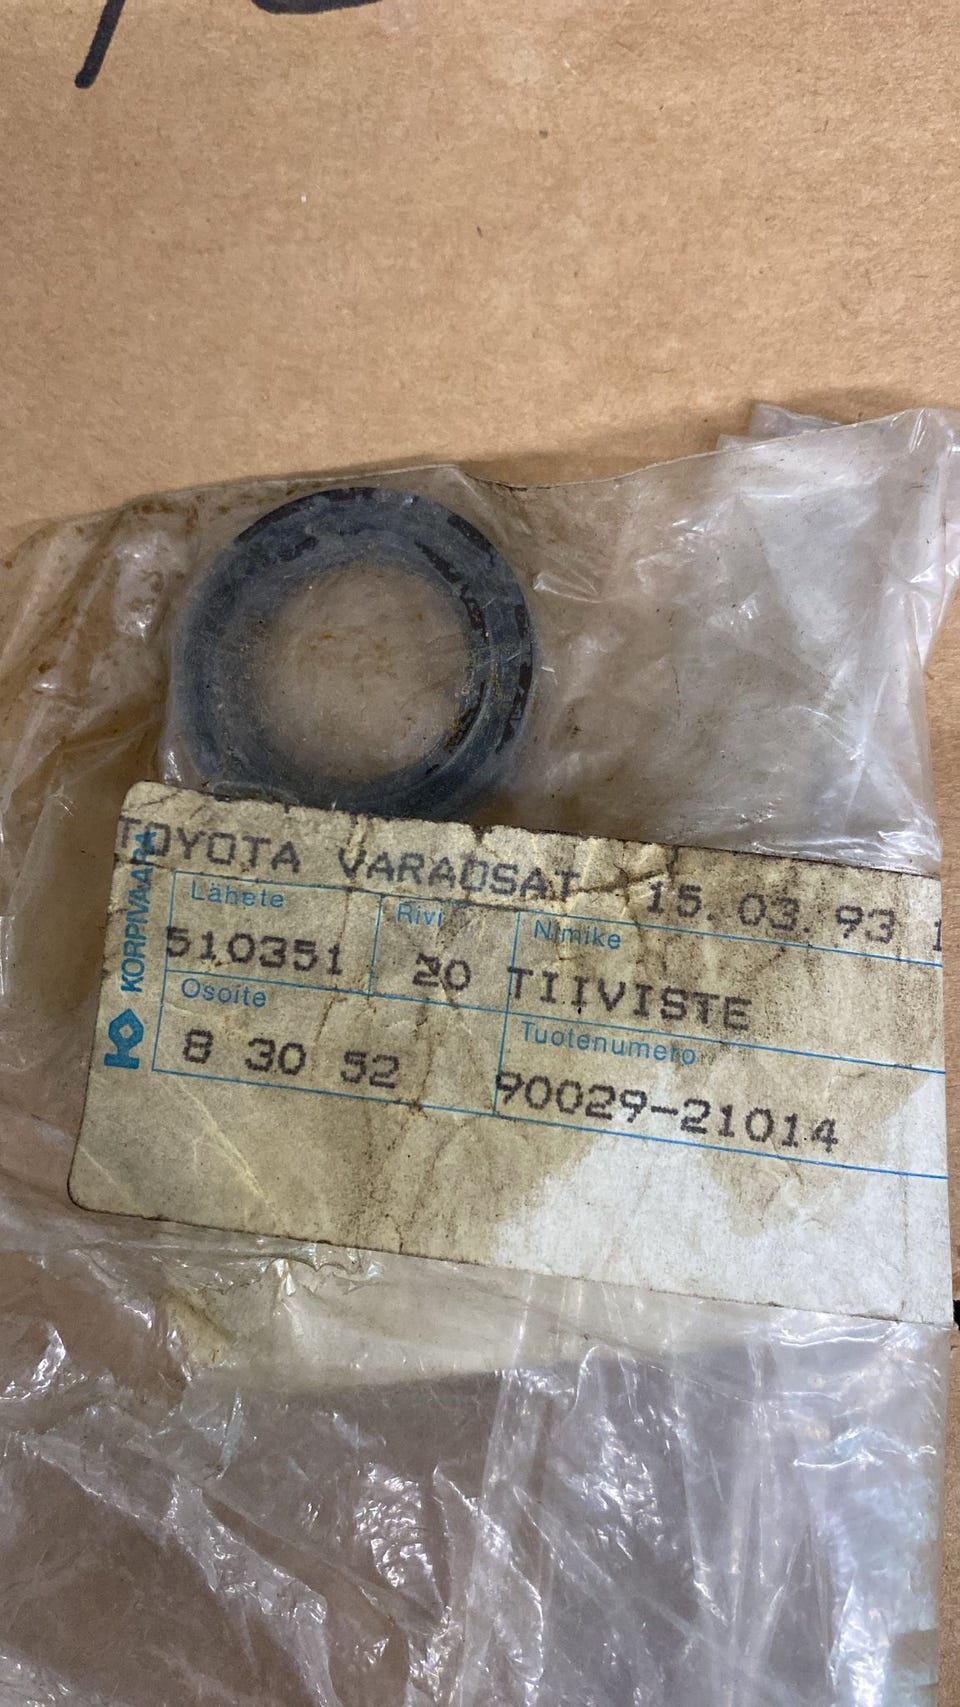 TOYOTA VARAOSAT 15.03.93 1
KORPIVAARA
Lähete Rivi Nimike
510351 20 TIIVISTE
Osoite Tuotenumero
8 30 52 90029-21014